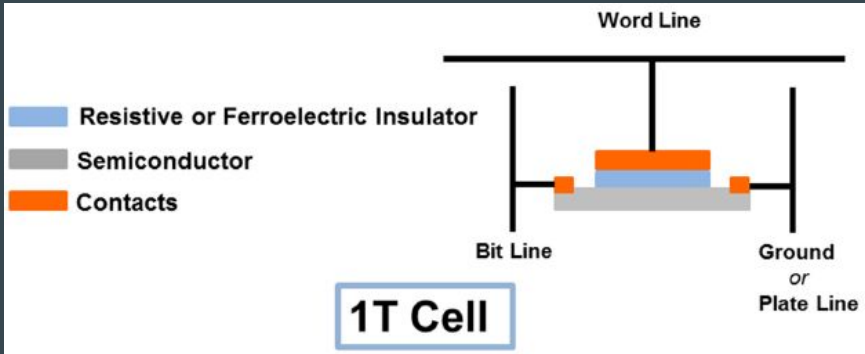 Word Line
Resistive or Ferroelectric Insulator
Semiconductor
Contacts
Bit Line
Ground
or
Plate Line
1T Cell